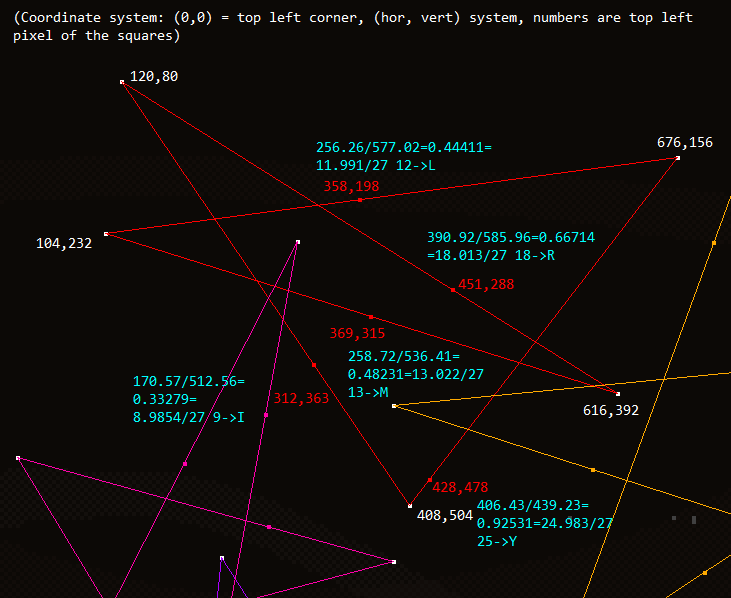 (Coordinate system: (0,0) = top left corner, (hor, vert) system, numbers are top left
pixel of the squares)
120,80
676,156
256.26/577.02=0.44411=
11.991/27 12->L
358,198
104,232
390.92/585.96=0.66714
=18.013/27 18->R
451,288
369,315
258.72/536.41=
0.48231=13.022/27
13->M
170.57/512.56=
0.33279=
8.9854/27 9->I
312,363
616,392
428,478
408,504
406.43/439.23=
0.92531=24.983/27
25->Y